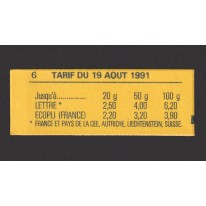 6 TARIF DU 19 AOUT 1991
Jusqu'à.............. 20 g 50 g 100 g
LETTRE * 2,50 4,00 6,20
ECOPLI (FRANCE) 2,20 3,20 3,90
* FRANCE ET PAYS DE LA CEE, AUTRICHE, LIECHTENSTEIN, SUISSE.